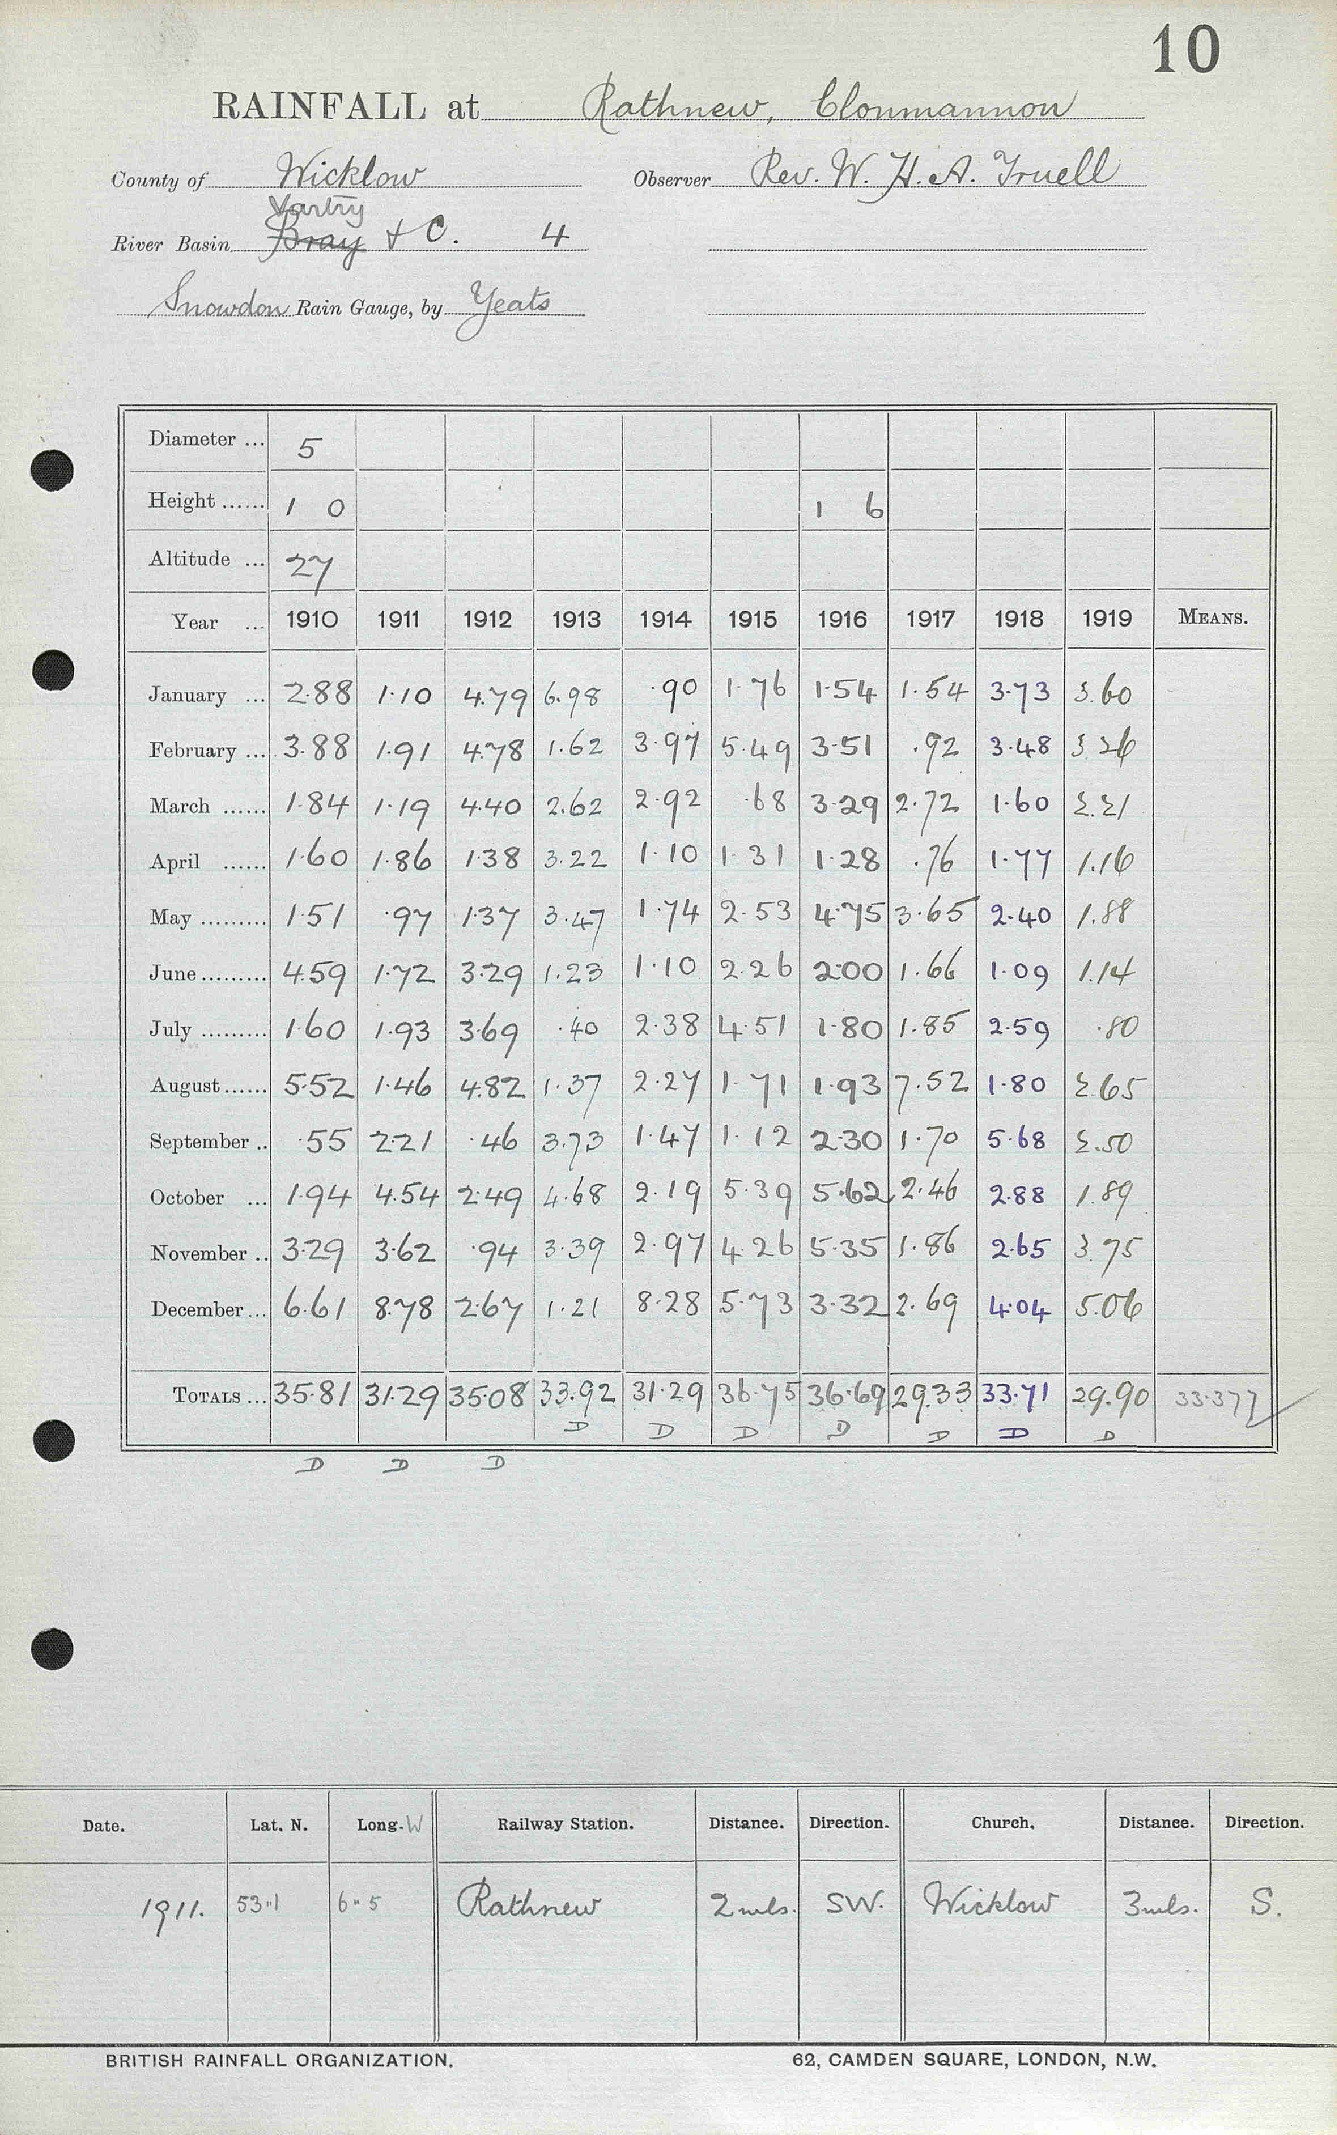 10
RAINFALL at Rathnew, Clonmannon
County of Wicklow Observer Rev. W. H. A. Truell
Vartry
River Basin Bray + C. 4
Snowdon Rain Gauge, by Yeats
Diameter ... 5
Height ...... 1 0 1 6
Altitude ... 27
Year ... 1910 1911 1912 1913 1914 1915 1916 1917 1918 1919 MEANS.
January ... 2.88 1.10 4.79 6.98 .90 1.76 1.54 1.54 3.73 3.60
February ... 3.88 1.91 4.78 1.62 3.97 5.49 3.51 .92 3.48 3.26
March ...... 1.84 1.19 4.40 2.62 2.92 .68 3.29 2.72 1.60 2.21
April ...... 1.60 1.86 1.38 3.22 1.10 1.31 1.28 .76 1.77 1.16
May ......... 1.51 .97 1.37 3.47 1.74 2.53 4.75 3.65 2.40 1.88
June ......... 4.59 1.72 3.29 1.23 1.10 2.26 2.00 1.66 1.09 1.14
July ......... 1.60 1.93 3.69 .40 2.38 4.51 1.80 1.85 2.59 .80
August ...... 5.52 1.46 4.82 1.37 2.27 1.71 1.93 7.52 1.80 2.65
September .. .55 2.21 .46 3.73 1.47 1.12 2.30 1.70 5.68 2.50
October ... 1.94 4.54 2.49 4.68 2.19 5.39 5.62 2.46 2.88 1.89
November .. 3.29 3.62 .94 3.39 2.97 4.26 5.35 1.86 2.65 3.75
December ... 6.61 8.78 2.67 1.21 8.28 5.73 3.32 2.69 4.04 5.06
TOTALS ... 35.81 31.29 35.08 33.92 31.29 36.75 36.69 29.33 33.71 29.90 33.377
D D D D D D D
D D D
Date. Lat. N. Long. W Railway Station. Distance. Direction. Church. Distance. Direction.
1911. 53"1 6"5 Rathnew 2 mls. SW. Wicklow 3 mls. S.
BRITISH RAINFALL ORGANIZATION. 62, CAMDEN SQUARE, LONDON, N.W.